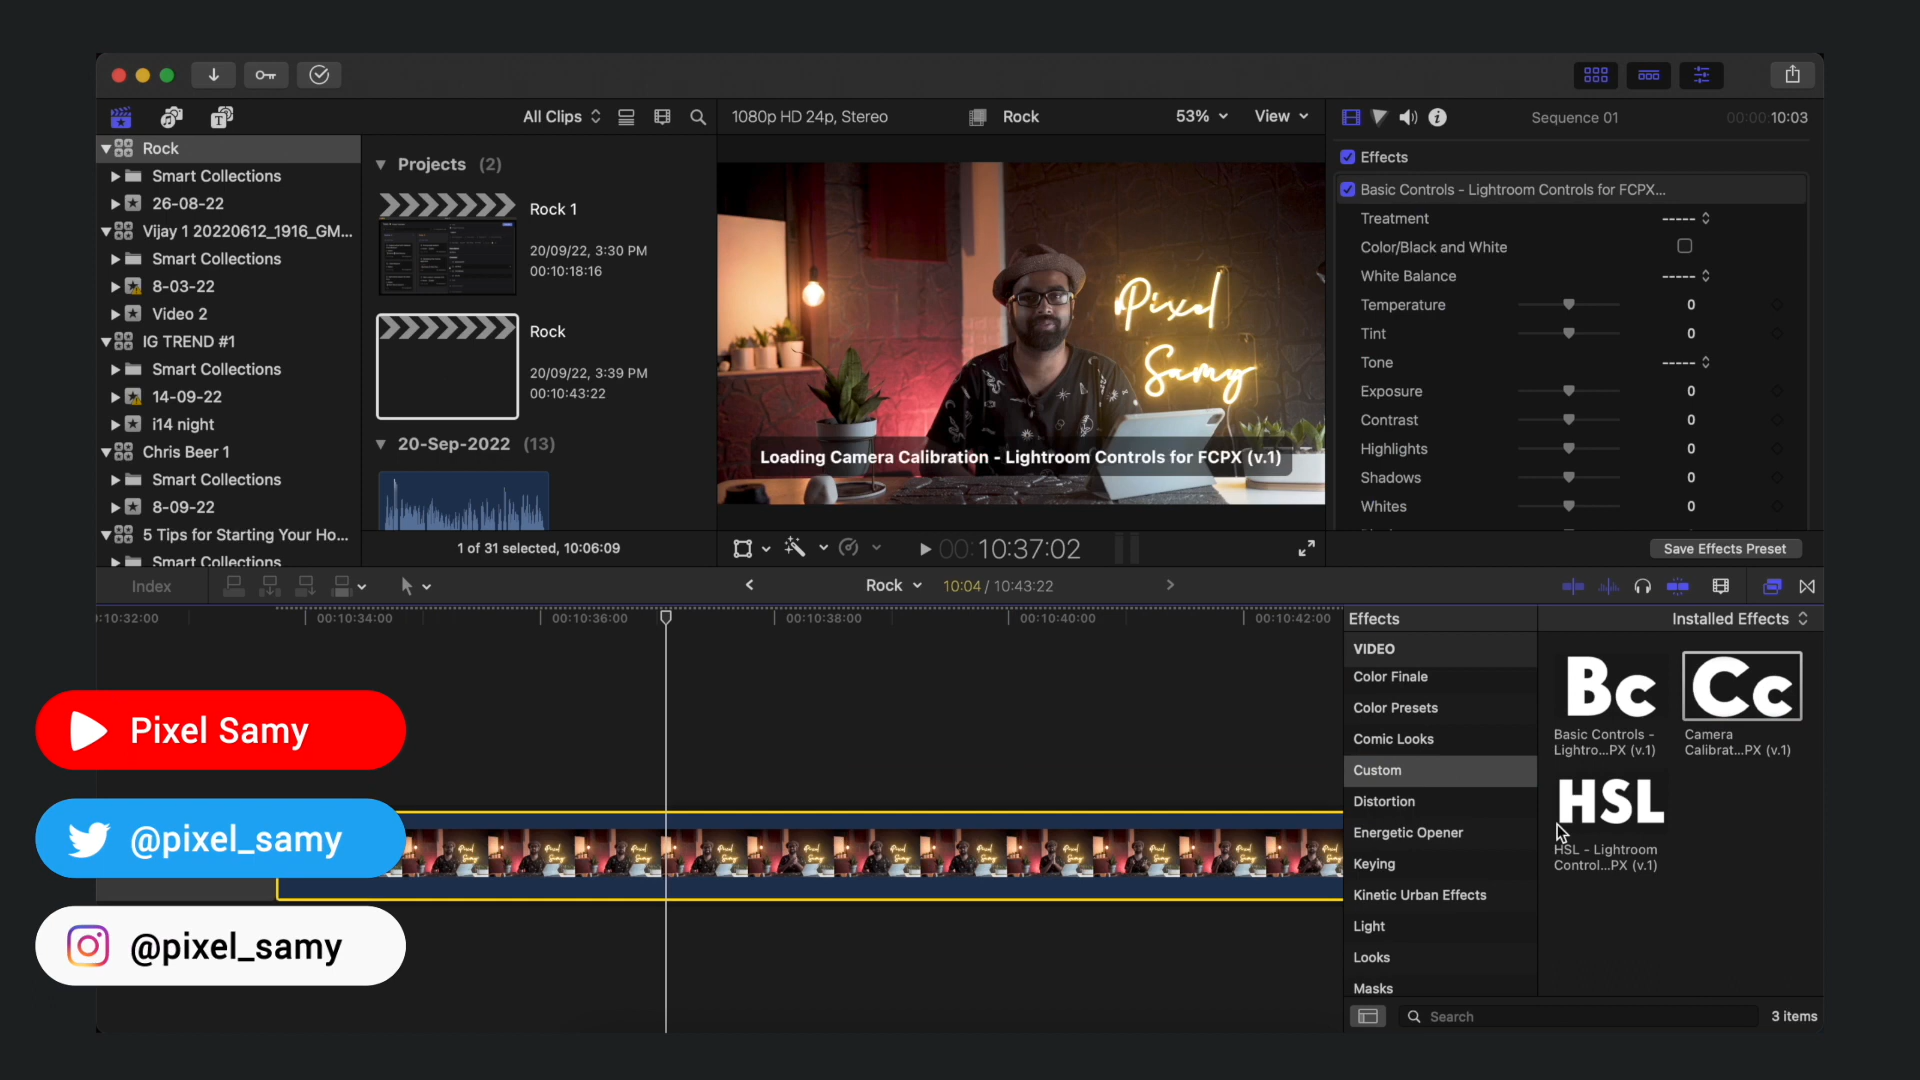 All Clips
1080p HD 24p, Stereo
Rock
53%
View
Sequence 01
00:00:10:03
Rock
Smart Collections
26-08-22
Vijay 1 20220612_1916_GM...
Smart Collections
8-03-22
Video 2
IG TREND #1
Smart Collections
14-09-22
i14 night
Chris Beer 1
Smart Collections
8-09-22
5 Tips for Starting Your Ho...
Smart Collections
Projects (2)
Rock 1
20/09/22, 3:30 PM
00:10:18:16
Rock
20/09/22, 3:39 PM
00:10:43:22
20-Sep-2022 (13)
1 of 31 selected, 10:06:09
Pixel
Samy
Loading Camera Calibration - Lightroom Controls for FCPX (v.1)
00:10:37:02
Effects
Basic Controls - Lightroom Controls for FCPX...
Treatment -----
Color/Black and White
White Balance -----
Temperature 0
Tint 0
Tone -----
Exposure 0
Contrast 0
Highlights 0
Shadows 0
Whites 0
Save Effects Preset
Index
Rock
10:04 / 10:43:22
:10:32:00
00:10:34:00
00:10:36:00
00:10:38:00
00:10:40:00
00:10:42:00
Pixel Samy
@pixel_samy
@pixel_samy
Effects
Installed Effects
VIDEO
Color Finale
Color Presets
Comic Looks
Custom
Distortion
Energetic Opener
Keying
Kinetic Urban Effects
Light
Looks
Masks
Bc
Basic Controls -
Lightro...PX (v.1)
Cc
Camera
Calibrat...PX (v.1)
HSL
HSL - Lightroom
Control...PX (v.1)
Search
3 items